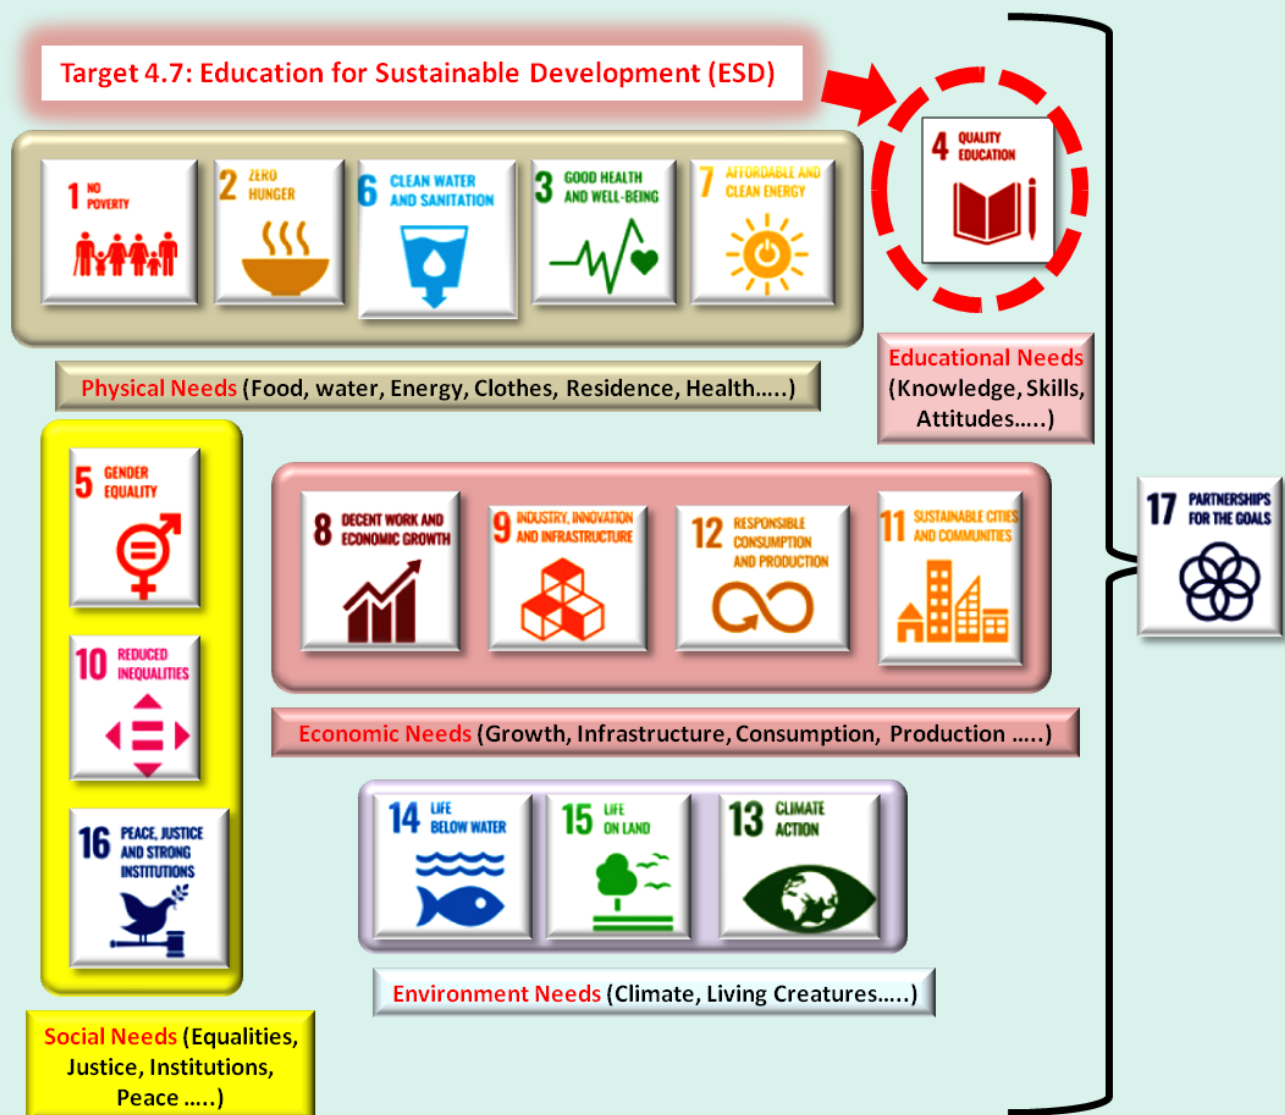 Target 4.7: Education for Sustainable Development (ESD)
4 QUALITY
EDUCATION
1 NO
POVERTY
2 ZERO
HUNGER
6 CLEAN WATER
AND SANITATION
3 GOOD HEALTH
AND WELL-BEING
7 AFFORDABLE AND
CLEAN ENERGY
Physical Needs (Food, water, Energy, Clothes, Residence, Health…..)
Educational Needs
(Knowledge, Skills,
Attitudes…..)
5 GENDER
EQUALITY
10 REDUCED
INEQUALITIES
16 PEACE, JUSTICE
AND STRONG
INSTITUTIONS
Social Needs (Equalities,
Justice, Institutions,
Peace …..)
8 DECENT WORK AND
ECONOMIC GROWTH
9 INDUSTRY, INNOVATION
AND INFRASTRUCTURE
12 RESPONSIBLE
CONSUMPTION
AND PRODUCTION
11 SUSTAINABLE CITIES
AND COMMUNITIES
Economic Needs (Growth, Infrastructure, Consumption, Production …..)
14 LIFE
BELOW WATER
15 LIFE
ON LAND
13 CLIMATE
ACTION
Environment Needs (Climate, Living Creatures…..)
17 PARTNERSHIPS
FOR THE GOALS